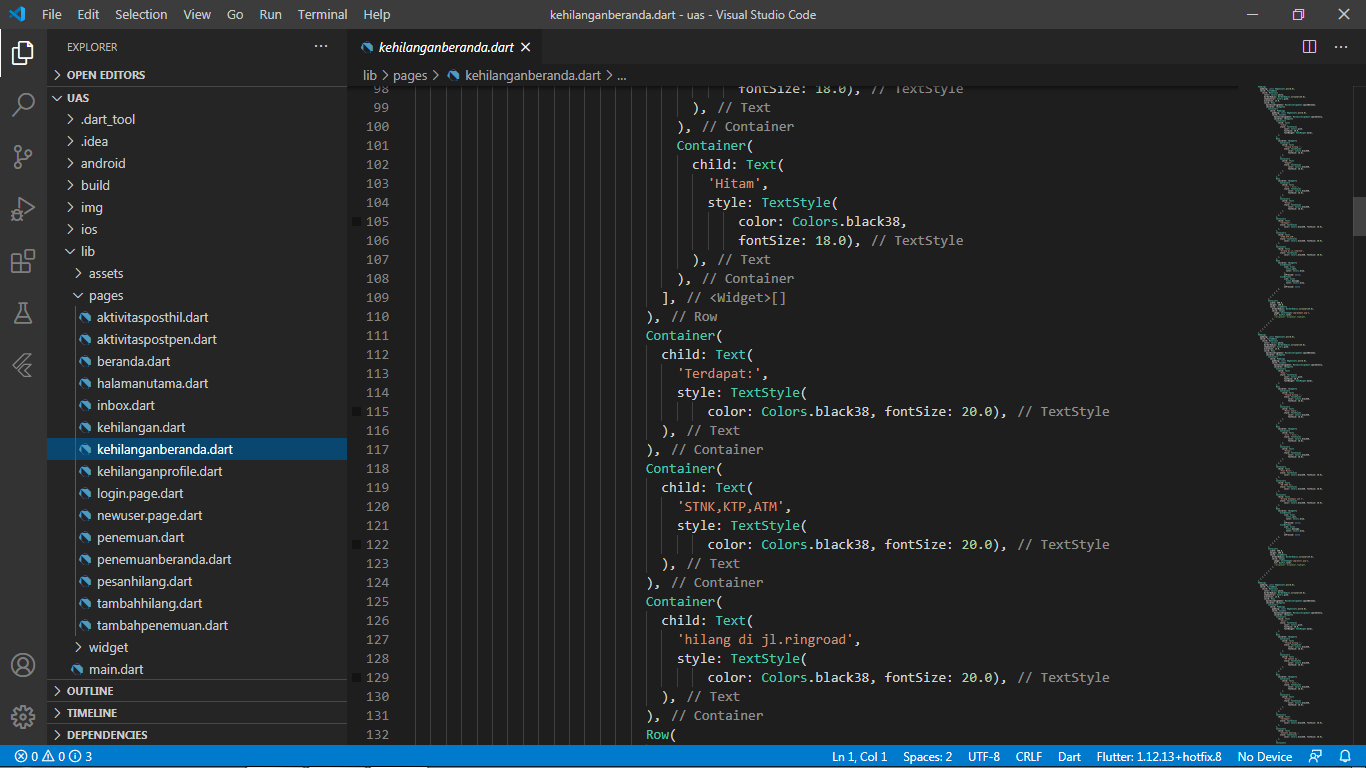 File Edit Selection View Go Run Terminal Help
kehilanganberanda.dart - uas - Visual Studio Code
EXPLORER
OPEN EDITORS
UAS
.dart_tool
.idea
android
build
img
ios
lib
assets
pages
aktivitasposthil.dart
aktivitaspostpen.dart
beranda.dart
halamanutama.dart
inbox.dart
kehilangan.dart
kehilanganberanda.dart
kehilanganprofile.dart
login.page.dart
newuser.page.dart
penemuan.dart
penemuanberanda.dart
pesanhilang.dart
tambahhilang.dart
tambahpenemuan.dart
widget
main.dart
OUTLINE
TIMELINE
DEPENDENCIES
kehilanganberanda.dart
lib > pages > kehilanganberanda.dart > ...
98 fontSize: 18.0), // TextStyle
99 ), // Text
100 ), // Container
101 Container(
102 child: Text(
103 'Hitam',
104 style: TextStyle(
105 color: Colors.black38,
106 fontSize: 18.0), // TextStyle
107 ), // Text
108 ), // Container
109 ], // <Widget>[]
110 ), // Row
111 Container(
112 child: Text(
113 'Terdapat:',
114 style: TextStyle(
115 color: Colors.black38, fontSize: 20.0), // TextStyle
116 ), // Text
117 ), // Container
118 Container(
119 child: Text(
120 'STNK,KTP,ATM',
121 style: TextStyle(
122 color: Colors.black38, fontSize: 20.0), // TextStyle
123 ), // Text
124 ), // Container
125 Container(
126 child: Text(
127 'hilang di jl.ringroad',
128 style: TextStyle(
129 color: Colors.black38, fontSize: 20.0), // TextStyle
130 ), // Text
131 ), // Container
132 Row(
0 0 3
Ln 1, Col 1 Spaces: 2 UTF-8 CRLF Dart Flutter: 1.12.13+hotfix.8 No Device